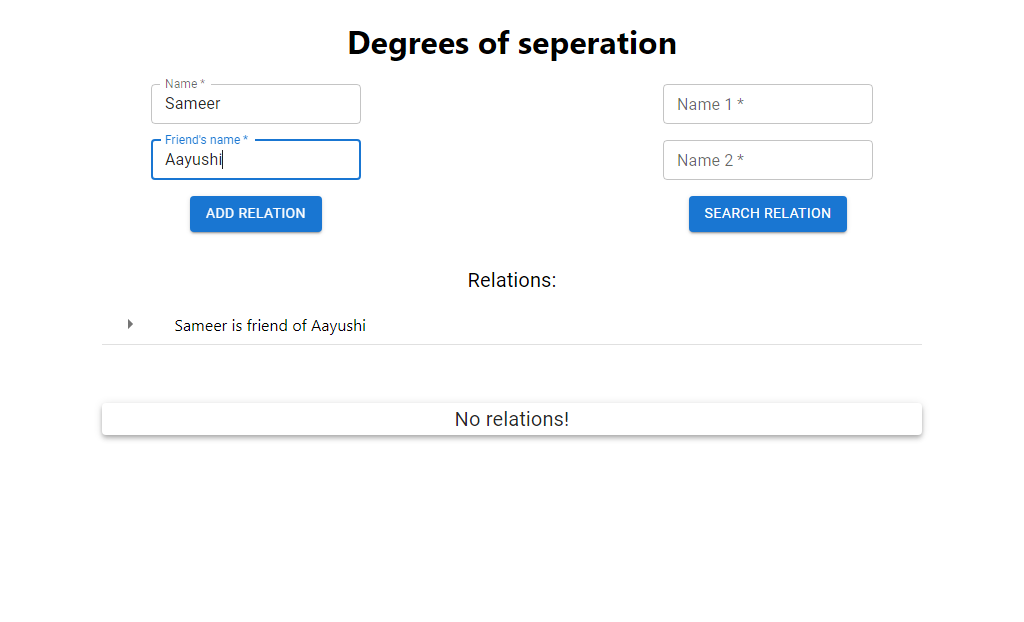 Degrees of seperation
Name *
Sameer
Friend's name *
Aayushi
ADD RELATION
Name 1 *
Name 2 *
SEARCH RELATION
Relations:
Sameer is friend of Aayushi
No relations!